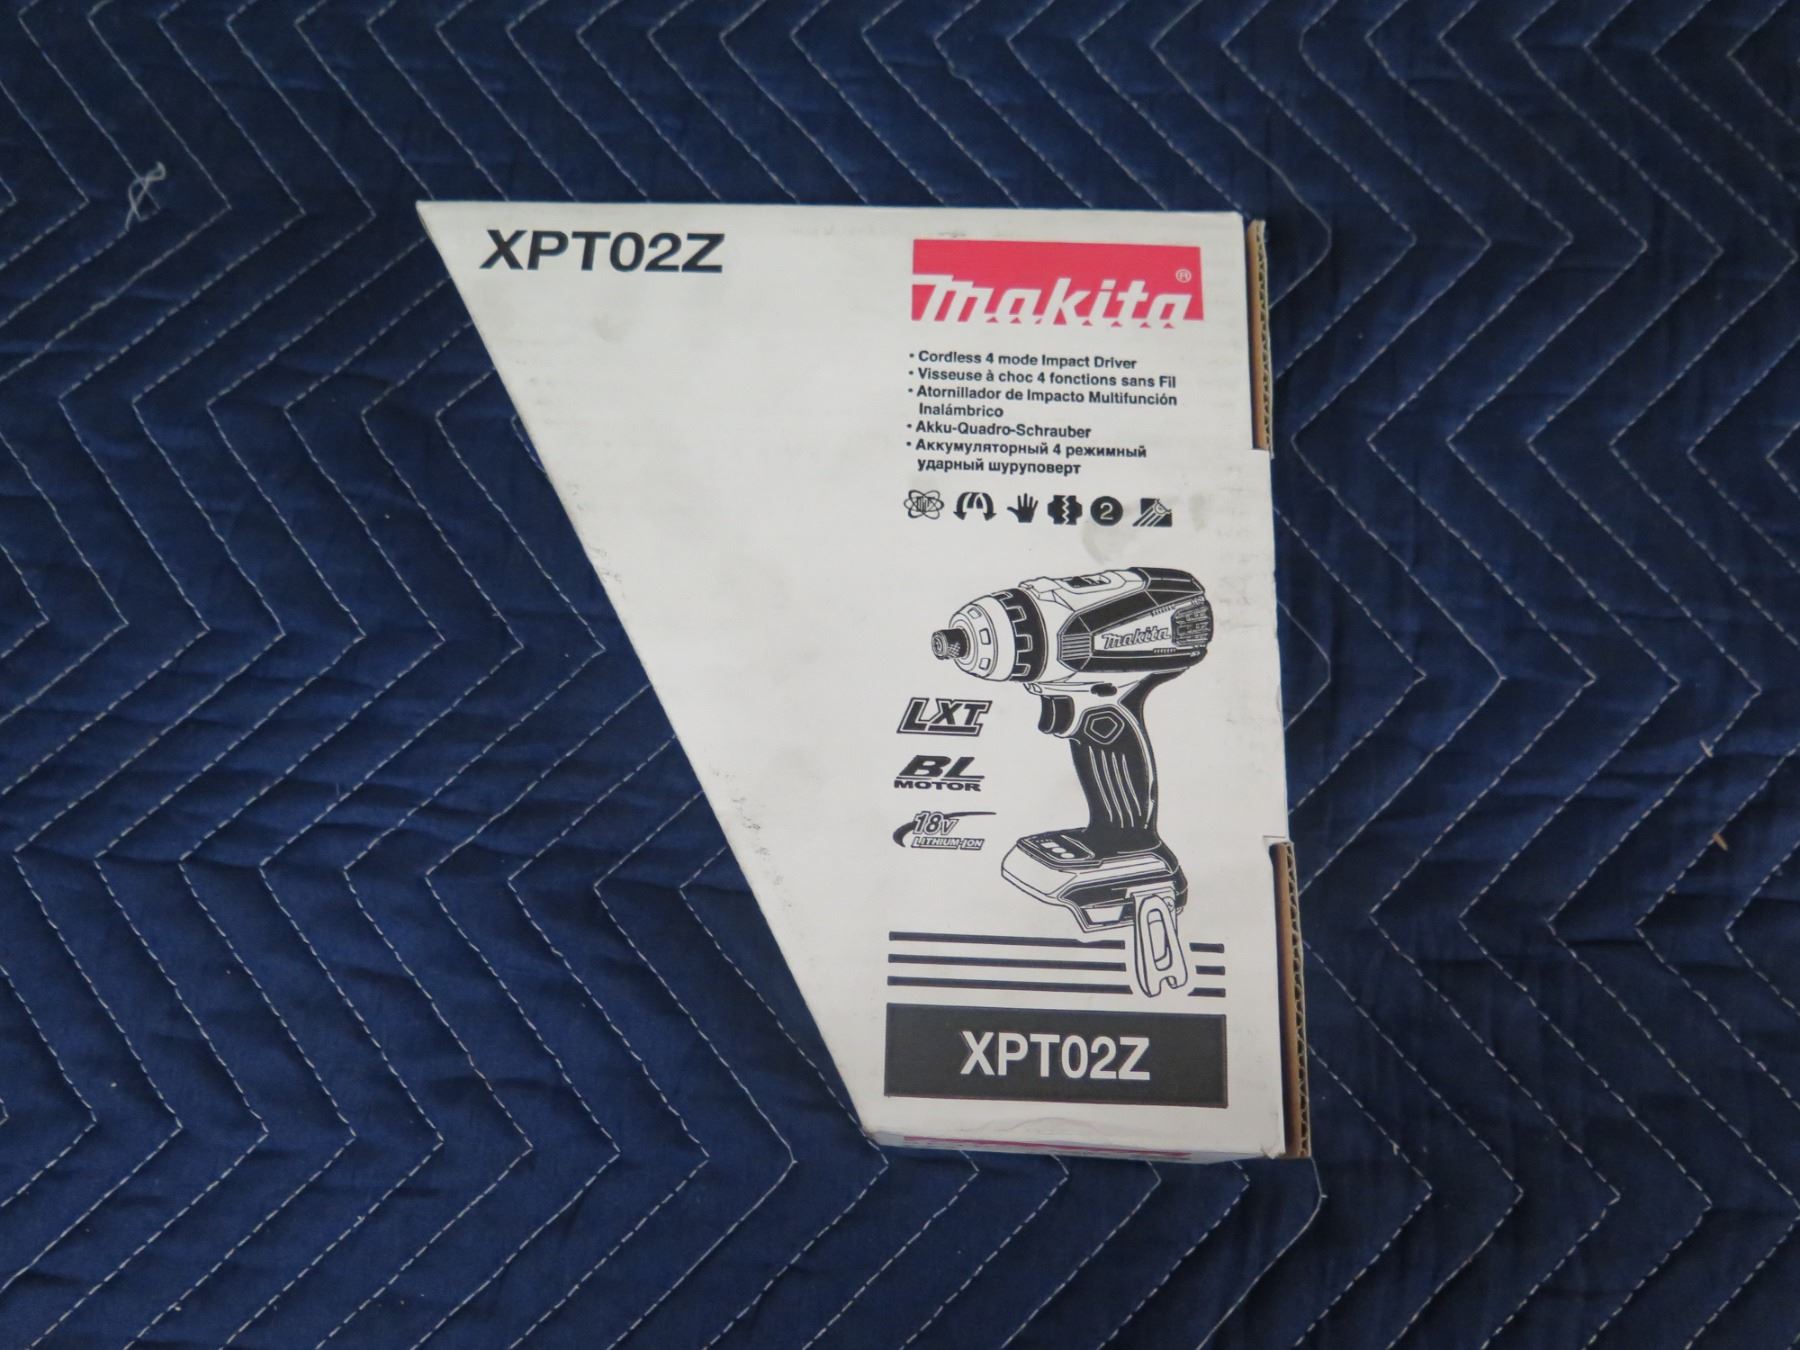 XPT02Z
makita®
• Cordless 4 mode Impact Driver
• Visseuse à choc 4 fonctions sans Fil
• Atornillador de Impacto Multifunción
Inalámbrico
• Akku-Quadro-Schrauber
• Аккумуляторный 4 режимный
ударный шуруповерт
2
makita
LXT
BL
MOTOR
18V
LITHIUM-ION
XPT02Z